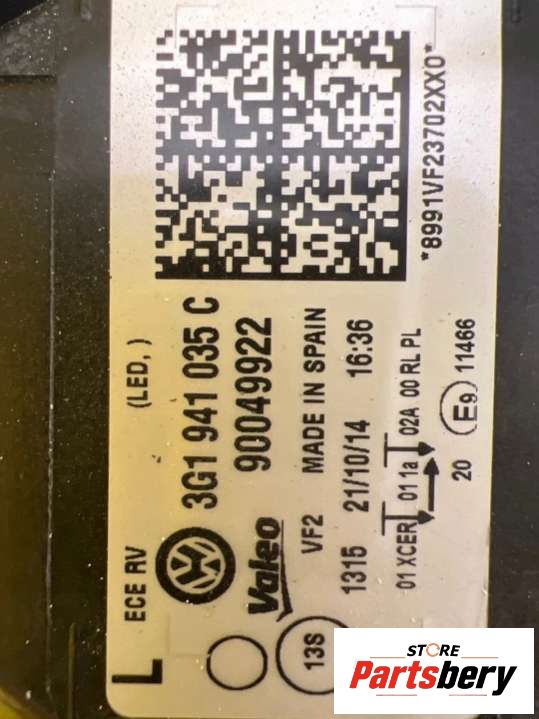 L ECE RV (LED, )
3G1 941 035 C
Valeo 90049922
VF2 MADE IN SPAIN
13S 1315 21/10/14 16:36
01 XCER 01 1a 02A 00 RL PL
20 E9 11466
*8991VF23702XX0*
STORE
Partsbery